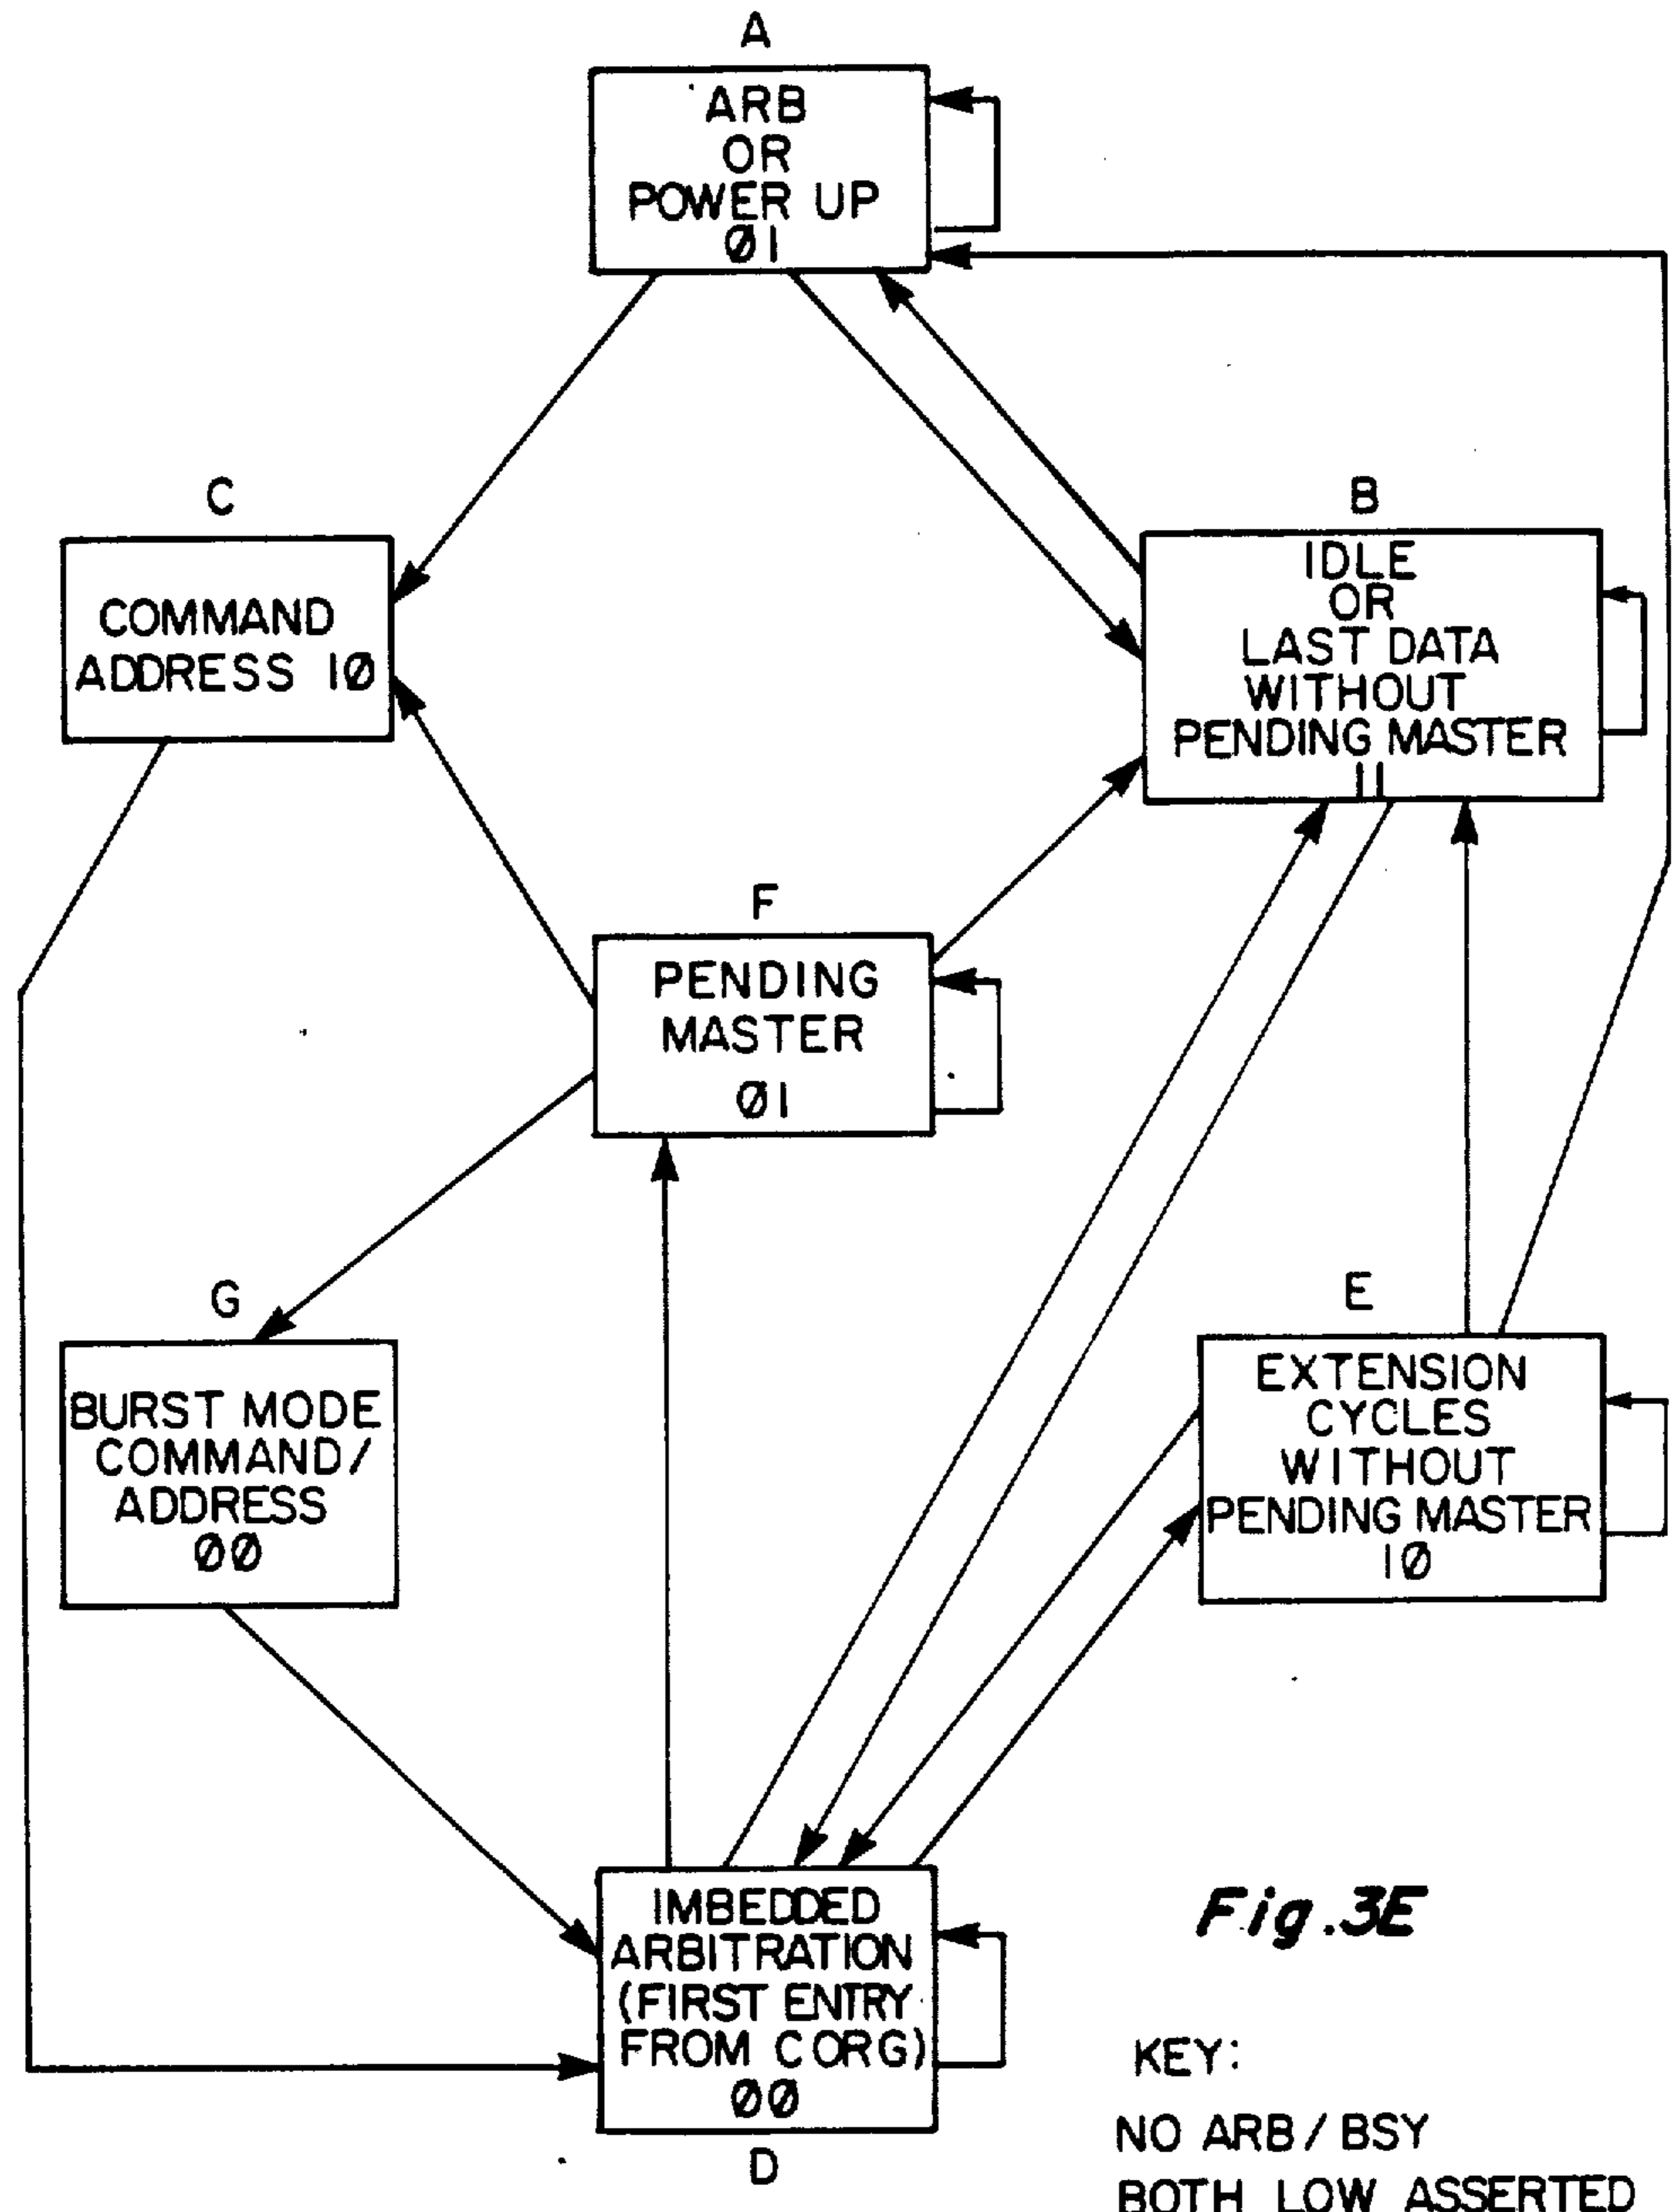 A
ARB
OR
POWER UP
Ø1
C
COMMAND
ADDRESS 1Ø
B
IDLE
OR
LAST DATA
WITHOUT
PENDING MASTER
11
F
PENDING
MASTER
Ø1
G
BURST MODE
COMMAND/
ADDRESS
ØØ
E
EXTENSION
CYCLES
WITHOUT
PENDING MASTER
1Ø
IMBEDDED
ARBITRATION
(FIRST ENTRY
FROM C OR G)
ØØ
D
Fig. 3E
KEY:
NO ARB / BSY
BOTH LOW ASSERTED